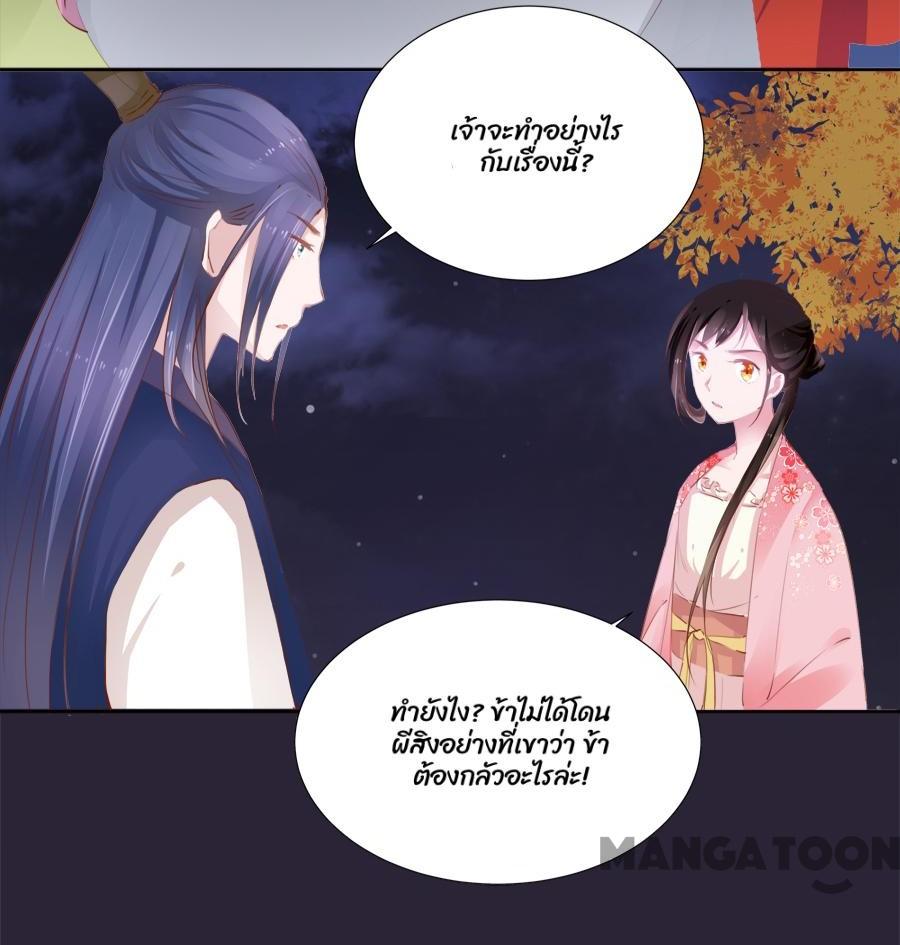 เจ้าจะทำอย่างไร
กับเรื่องนี้?
ทำยังไง? ข้าไม่ได้โดน
ผีสิงอย่างที่เขาว่า ข้า
ต้องกลัวอะไรล่ะ!
MANGATOON